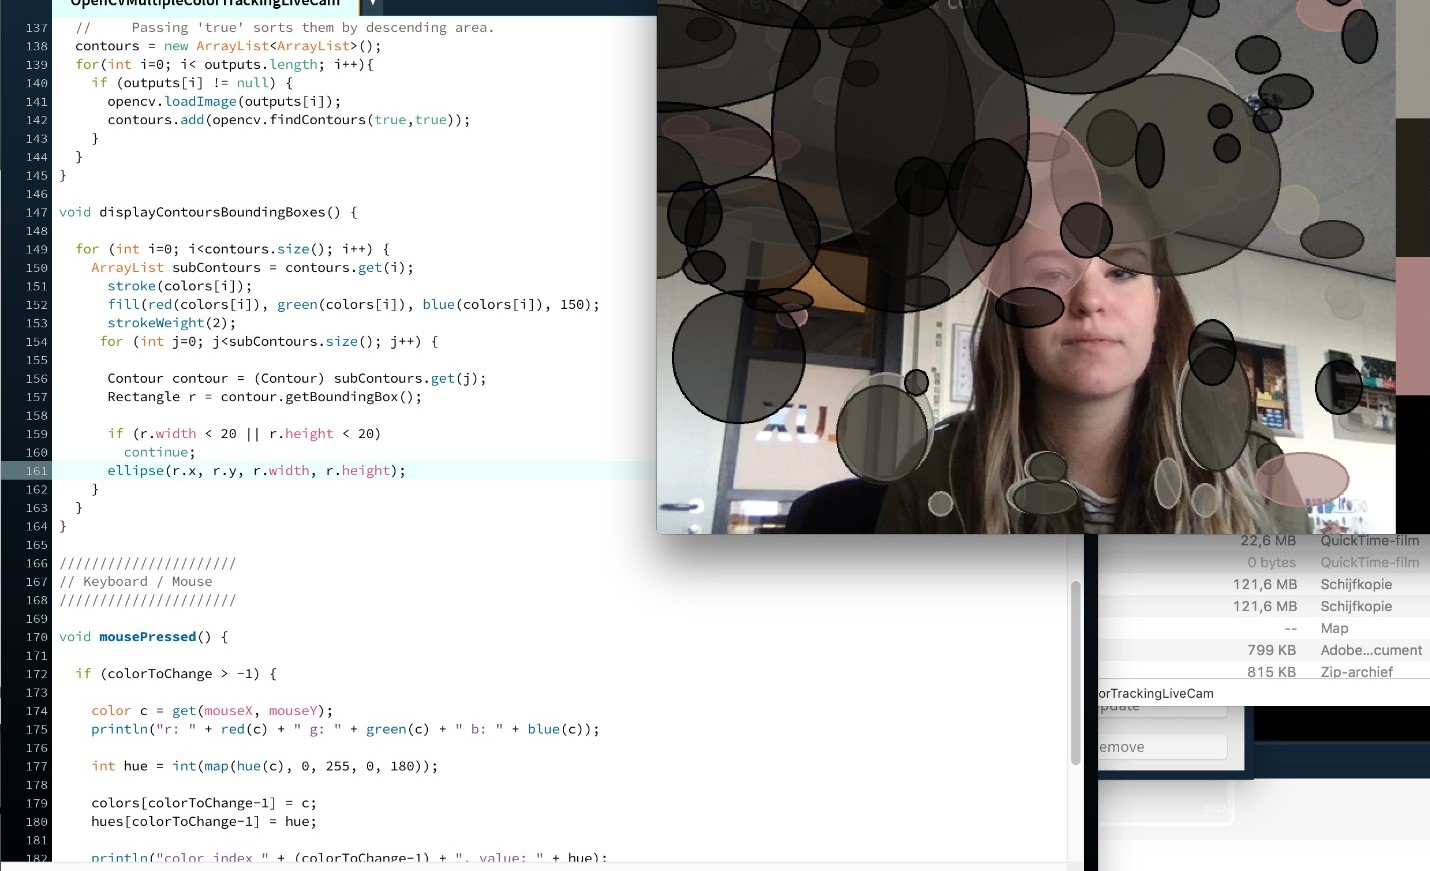 OpenCVMultipleColorTrackingLiveCam
137 //     Passing 'true' sorts them by descending area.
138 contours = new ArrayList<ArrayList>();
139 for(int i=0; i< outputs.length; i++){
140 if (outputs[i] != null) {
141 opencv.loadImage(outputs[i]);
142 contours.add(opencv.findContours(true,true));
143 }
144 }
145 }
146
147 void displayContoursBoundingBoxes() {
148
149 for (int i=0; i<contours.size(); i++) {
150 ArrayList subContours = contours.get(i);
151 stroke(colors[i]);
152 fill(red(colors[i]), green(colors[i]), blue(colors[i]), 150);
153 strokeWeight(2);
154 for (int j=0; j<subContours.size(); j++) {
155
156 Contour contour = (Contour) subContours.get(j);
157 Rectangle r = contour.getBoundingBox();
158
159 if (r.width < 20 || r.height < 20)
160 continue;
161 ellipse(r.x, r.y, r.width, r.height);
162 }
163 }
164 }
165
166 //////////////////////
167 // Keyboard / Mouse
168 //////////////////////
169
170 void mousePressed() {
171
172 if (colorToChange > -1) {
173
174 color c = get(mouseX, mouseY);
175 println("r: " + red(c) + " g: " + green(c) + " b: " + blue(c));
176
177 int hue = int(map(hue(c), 0, 255, 0, 180));
178
179 colors[colorToChange-1] = c;
180 hues[colorToChange-1] = hue;
181
182 println("color index " + (colorToChange-1) + ", value: " + hue);
22,6 MB QuickTime-film
0 bytes QuickTime-film
121,6 MB Schijfkopie
121,6 MB Schijfkopie
-- Map
799 KB Adobe...cument
815 KB Zip-archief
orTrackingLiveCam
pdate
emove